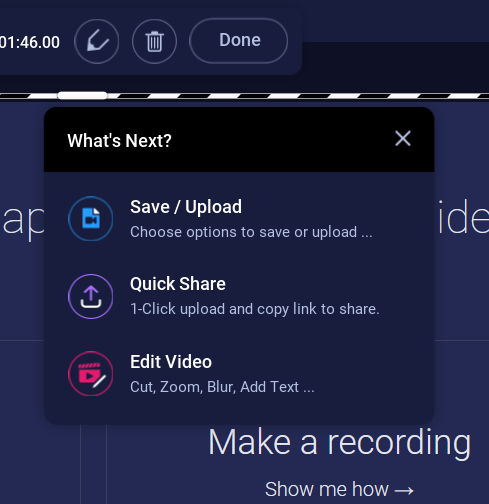 01:46.00
Done
What's Next?
Save / Upload
Choose options to save or upload ...
Quick Share
1-Click upload and copy link to share.
Edit Video
Cut, Zoom, Blur, Add Text ...
Make a recording
Show me how →